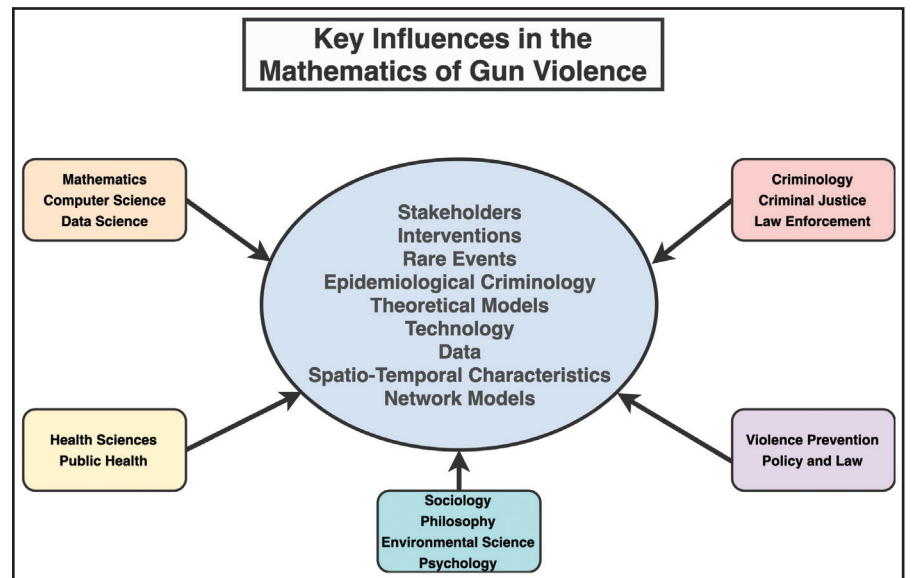 Key Influences in the
Mathematics of Gun Violence
Mathematics
Computer Science
Data Science
Criminology
Criminal Justice
Law Enforcement
Stakeholders
Interventions
Rare Events
Epidemiological Criminology
Theoretical Models
Technology
Data
Spatio-Temporal Characteristics
Network Models
Health Sciences
Public Health
Violence Prevention
Policy and Law
Sociology
Philosophy
Environmental Science
Psychology